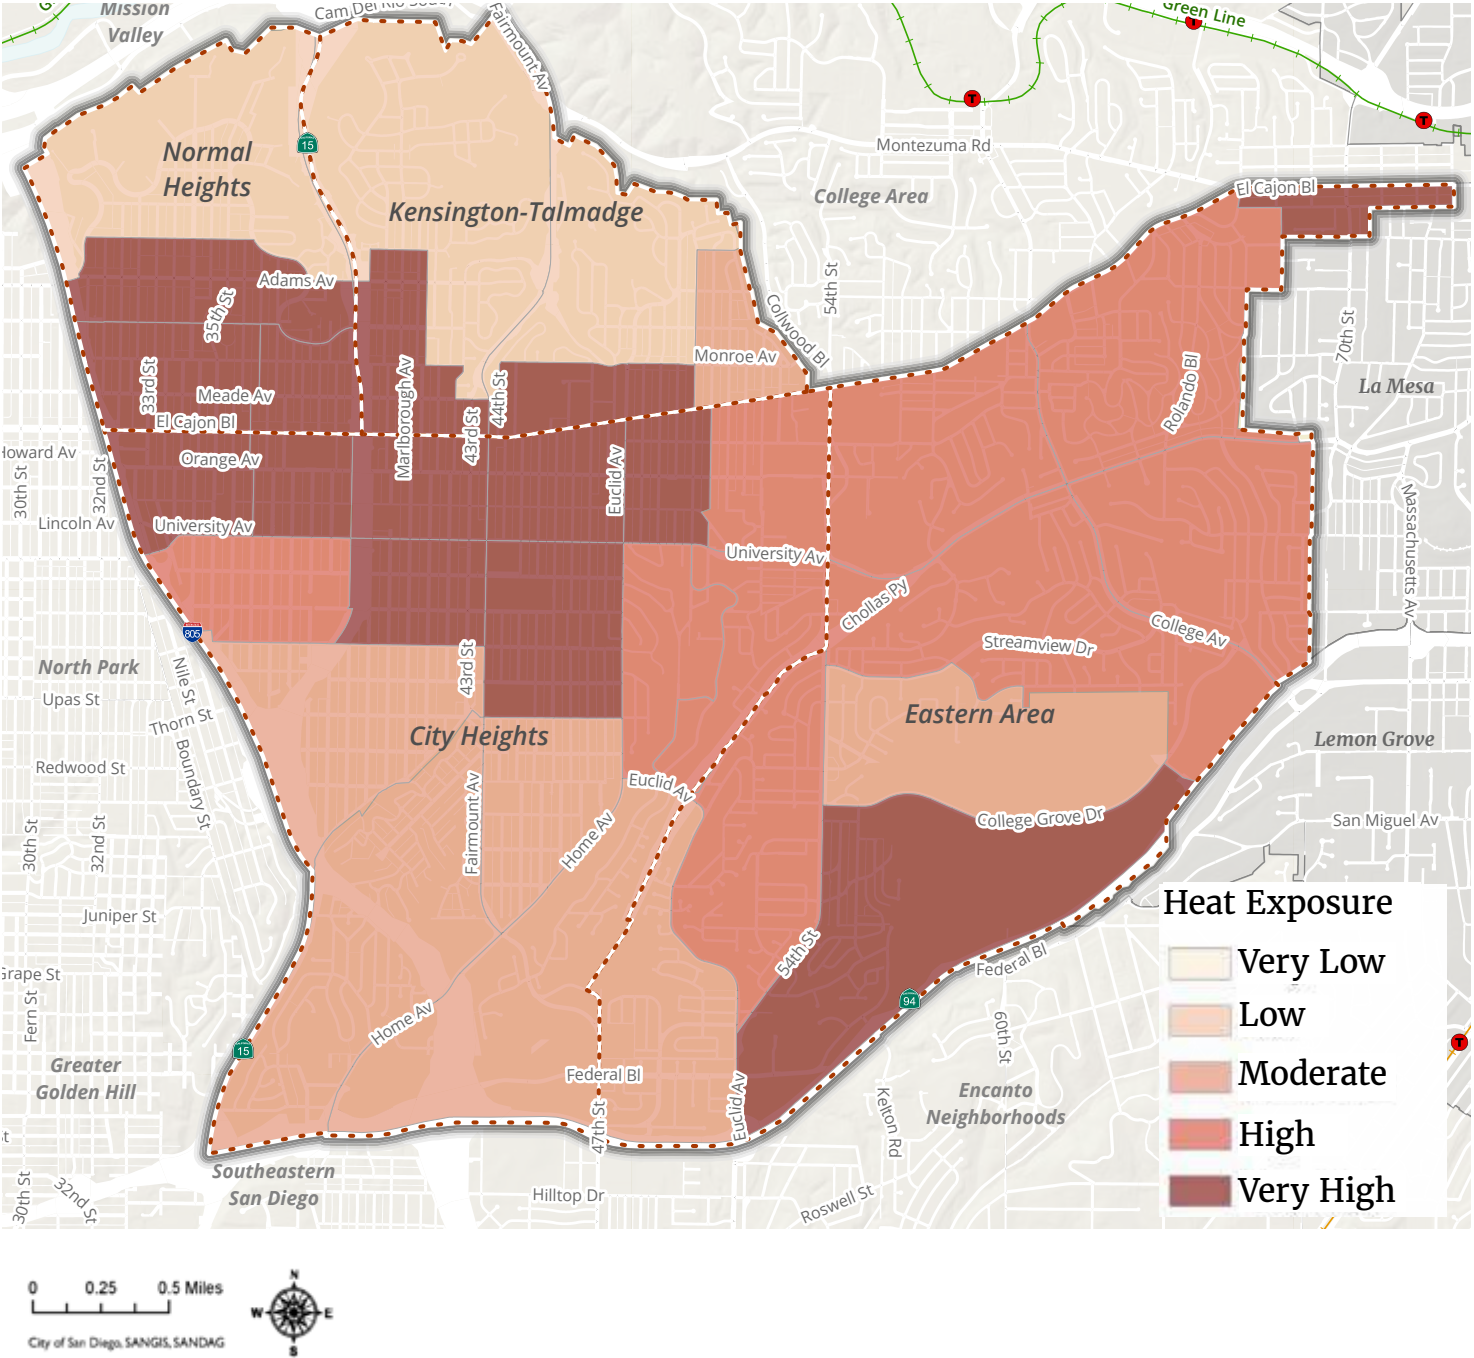 Mission
Valley
Fairmount Av
Green Line
T
T
T
Montezuma Rd
Normal
Heights
15
Kensington-Talmadge
College Area
El Cajon Bl
Adams Av
35th St
54th St
Collwood Bl
70th St
Monroe Av
La Mesa
33rd St
Meade Av
Marlborough Av
44th St
43rd St
Rolando Bl
El Cajon Bl
Howard Av
Orange Av
30th St
32nd St
Euclid Av
Lincoln Av
University Av
University Av
Massachusetts Av
Chollas Py
College Av
805
Streamview Dr
North Park
Nile St
43rd St
Upas St
Thorn St
City Heights
Eastern Area
Lemon Grove
Redwood St
Boundary St
Euclid Av
Fairmount Av
Home Av
College Grove Dr
San Miguel Av
30th St
32nd St
Juniper St
54th St
Federal Bl
Grape St
Fern St
94
Home Av
60th St
15
Greater
Golden Hill
Federal Bl
47th St
Euclid Av
Kelton Rd
Encanto
Neighborhoods
T
Southeastern
San Diego
30th St
32nd St
Hilltop Dr
Roswell St
Heat Exposure
Very Low
Low
Moderate
High
Very High
0 0.25 0.5 Miles
City of San Diego, SANGIS, SANDAG
N
W E
S